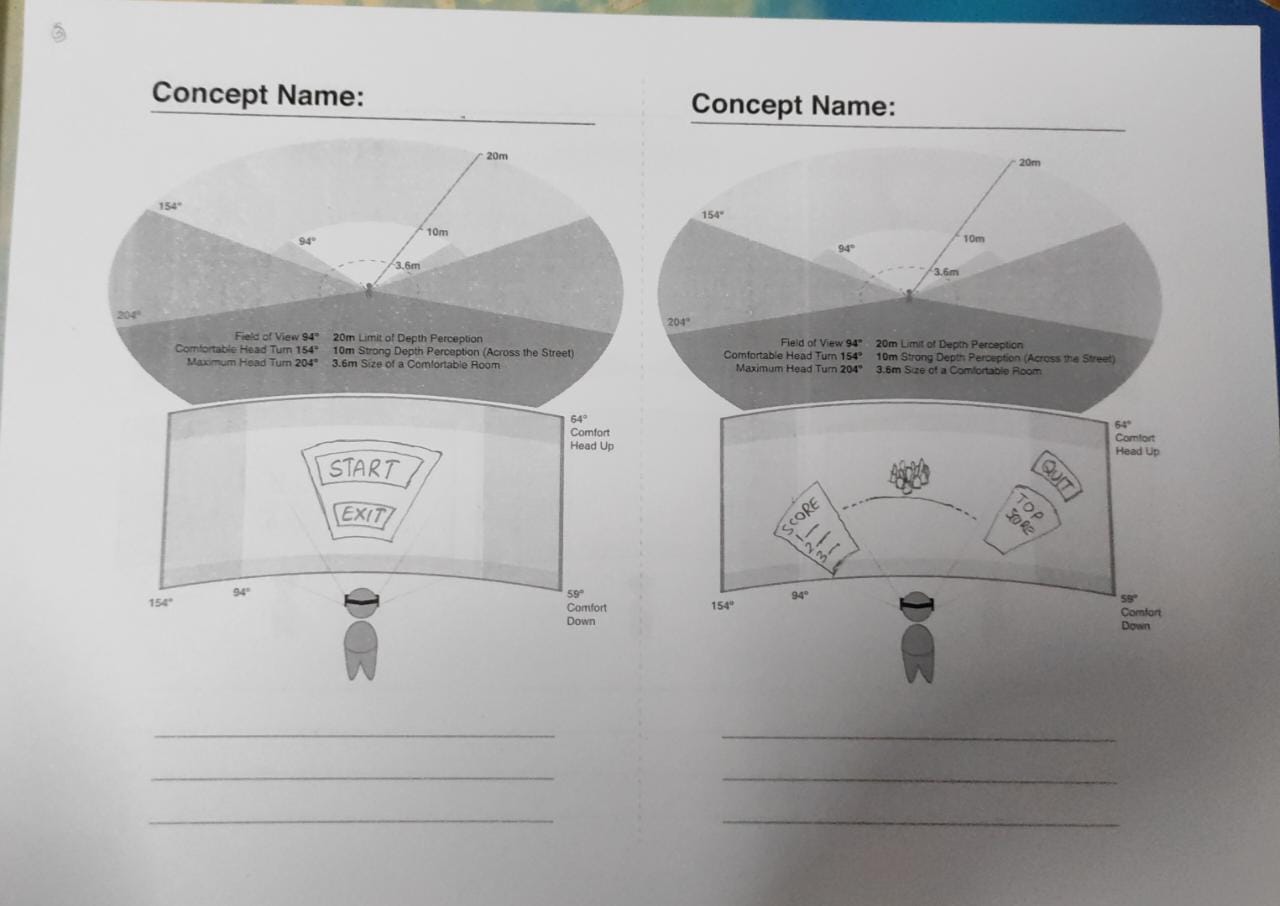 3
Concept Name:
20m
154°
10m
94°
3.6m
204°
Field of View 94° 20m Limit of Depth Perception
Comfortable Head Turn 154° 10m Strong Depth Perception (Across the Street)
Maximum Head Turn 204° 3.6m Size of a Comfortable Room
64°
Comfort
Head Up
START
EXIT
154°
94°
59°
Comfort
Down
Concept Name:
20m
154°
10m
94°
3.6m
204°
Field of View 94° 20m Limit of Depth Perception
Comfortable Head Turn 154° 10m Strong Depth Perception (Across the Street)
Maximum Head Turn 204° 3.6m Size of a Comfortable Room
64°
Comfort
Head Up
QUIT
SCORE
1
2
3
TOP
SCORE
154°
94°
59°
Comfort
Down